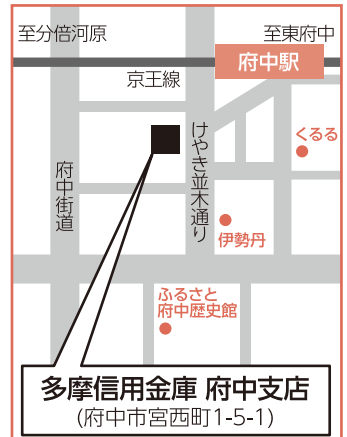 至分倍河原
至東府中
府中駅
京王線
けやき並木通り
くるる
府中街道
伊勢丹
ふるさと
府中歴史館
多摩信用金庫 府中支店
(府中市宮西町1-5-1)